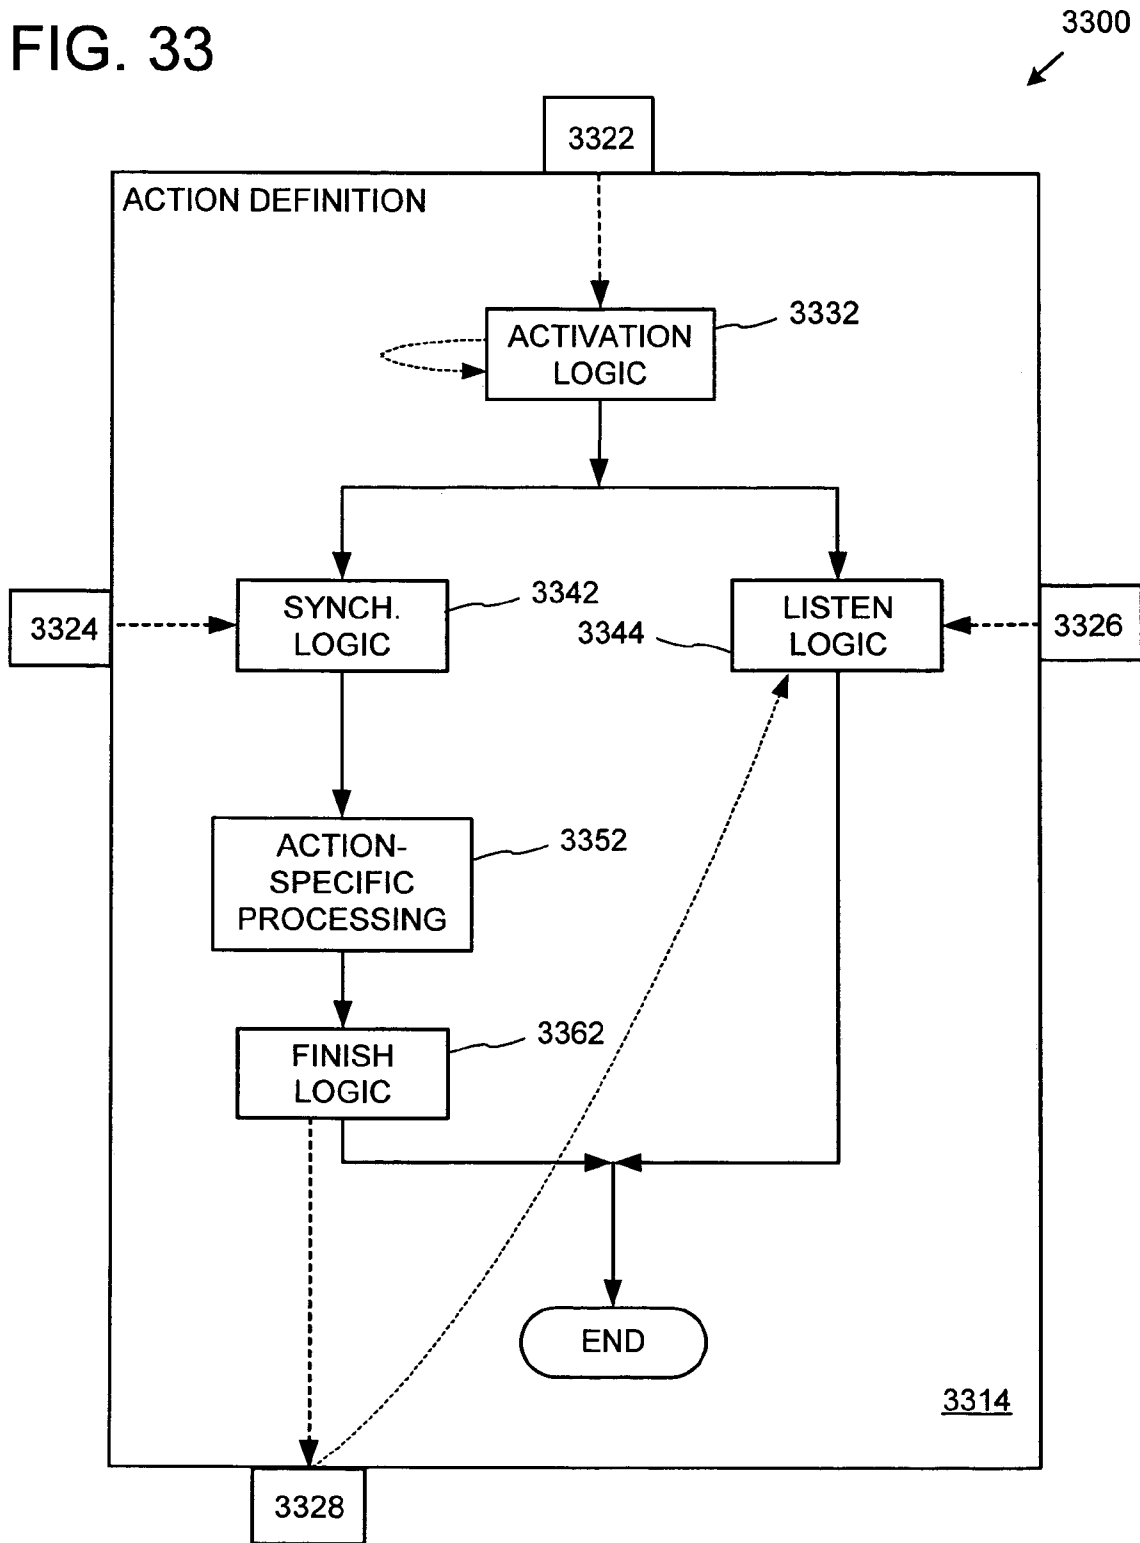 FIG. 33
3300
3322
ACTION DEFINITION
3332
ACTIVATION
LOGIC
3324
SYNCH.
LOGIC
3342
3344
LISTEN
LOGIC
3326
ACTION-
SPECIFIC
PROCESSING
3352
FINISH
LOGIC
3362
END
3314
3328